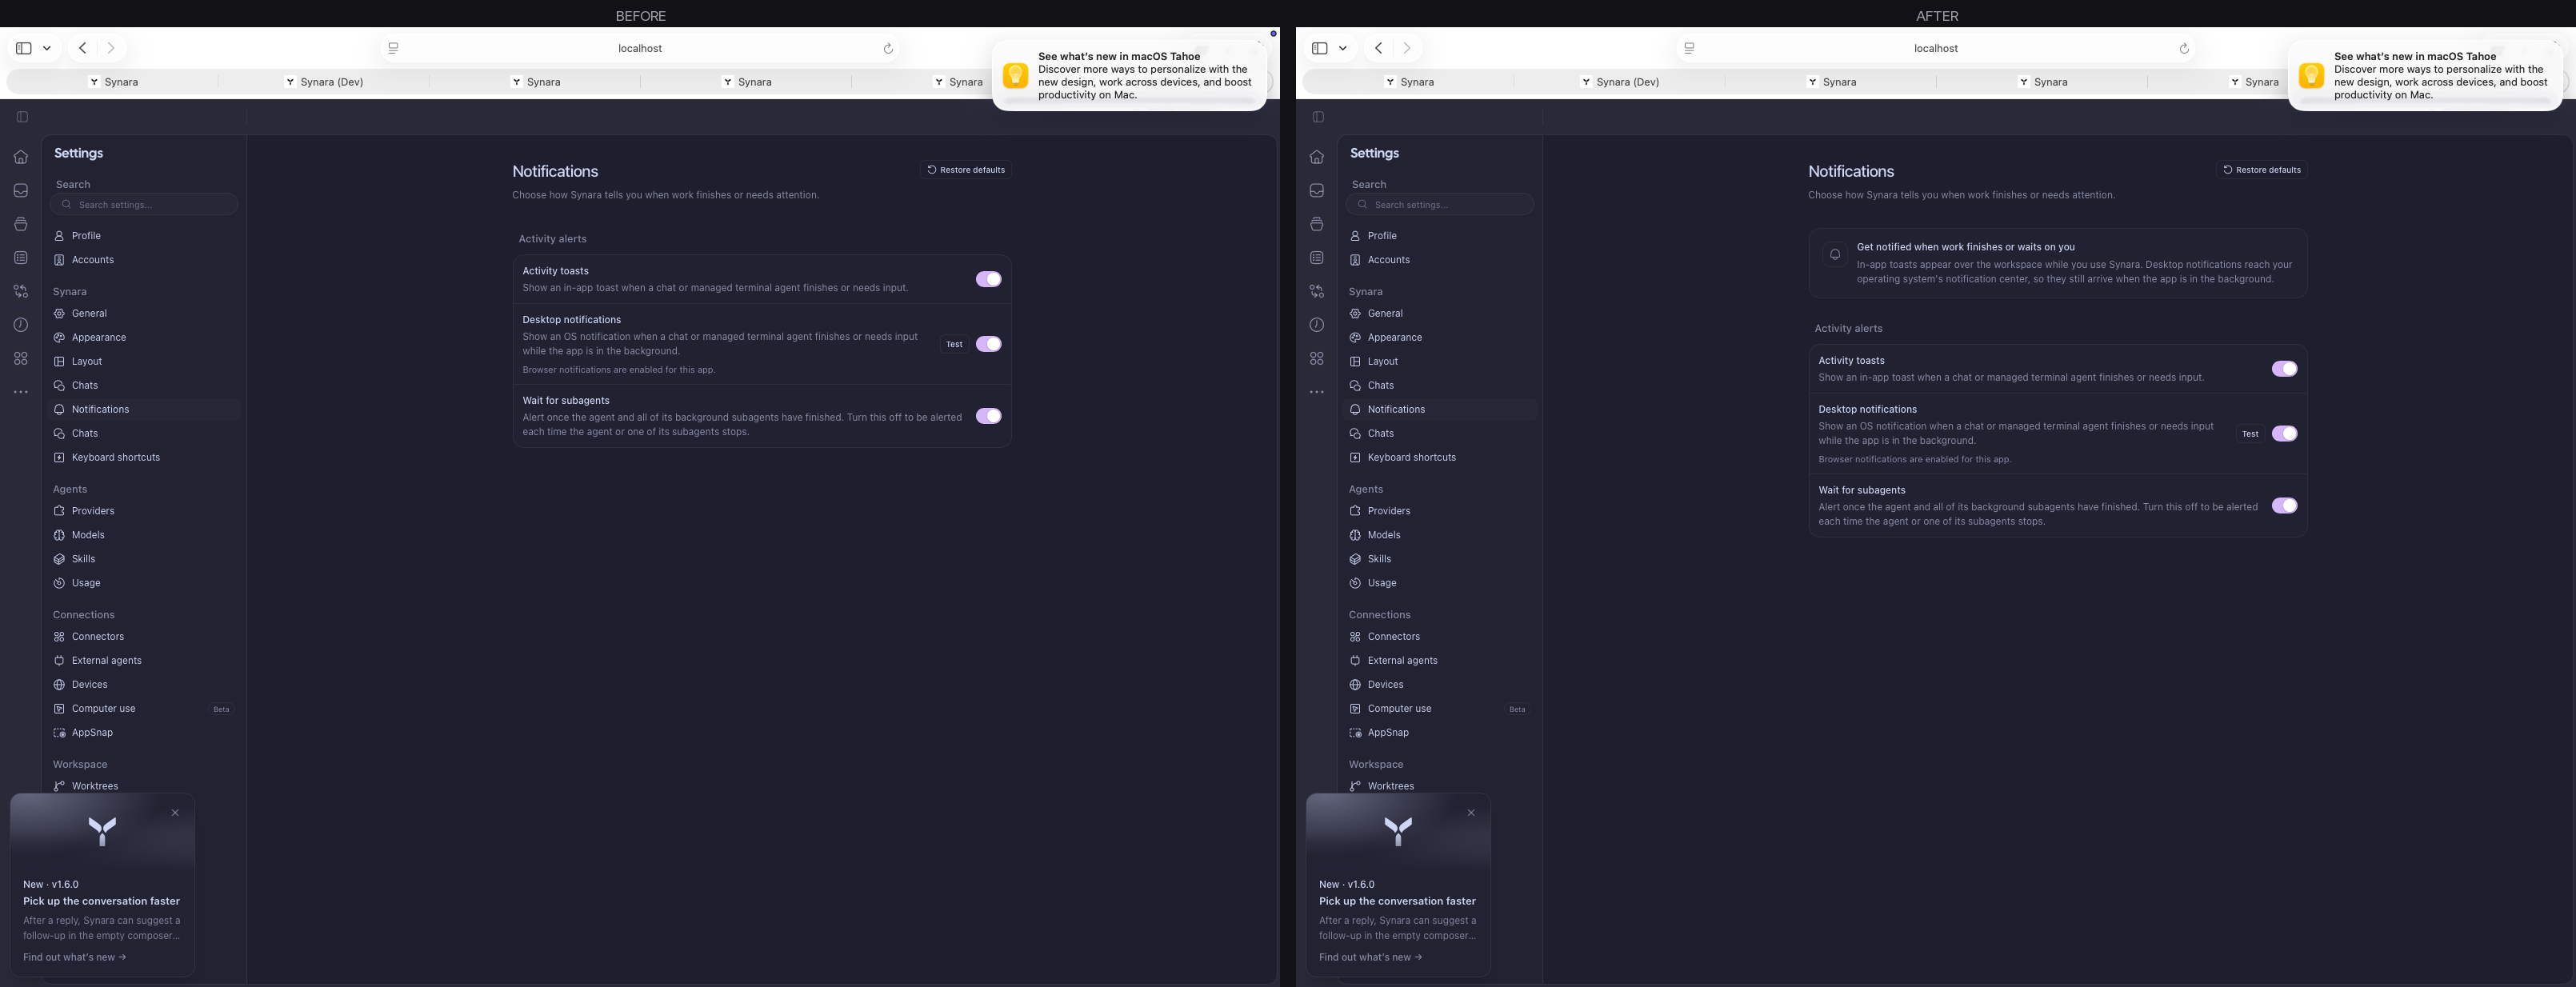 BEFORE
localhost
See what's new in macOS Tahoe
Discover more ways to personalize with the
new design, work across devices, and boost
productivity on Mac.
Synara
Synara (Dev)
Synara
Synara
Synara
Settings
Search
Search settings...
Profile
Accounts
Synara
General
Appearance
Layout
Chats
Notifications
Chats
Keyboard shortcuts
Agents
Providers
Models
Skills
Usage
Connections
Connectors
External agents
Devices
Computer use
Beta
AppSnap
Workspace
Worktrees
New · v1.6.0
Pick up the conversation faster
After a reply, Synara can suggest a
follow-up in the empty composer...
Find out what's new →
Notifications
Restore defaults
Choose how Synara tells you when work finishes or needs attention.
Activity alerts
Activity toasts
Show an in-app toast when a chat or managed terminal agent finishes or needs input.
Desktop notifications
Show an OS notification when a chat or managed terminal agent finishes or needs input
while the app is in the background.
Test
Browser notifications are enabled for this app.
Wait for subagents
Alert once the agent and all of its background subagents have finished. Turn this off to be alerted
each time the agent or one of its subagents stops.
AFTER
localhost
See what's new in macOS Tahoe
Discover more ways to personalize with the
new design, work across devices, and boost
productivity on Mac.
Synara
Synara (Dev)
Synara
Synara
Synara
Settings
Search
Search settings...
Profile
Accounts
Synara
General
Appearance
Layout
Chats
Notifications
Chats
Keyboard shortcuts
Agents
Providers
Models
Skills
Usage
Connections
Connectors
External agents
Devices
Computer use
Beta
AppSnap
Workspace
Worktrees
New · v1.6.0
Pick up the conversation faster
After a reply, Synara can suggest a
follow-up in the empty composer...
Find out what's new →
Notifications
Restore defaults
Choose how Synara tells you when work finishes or needs attention.
Get notified when work finishes or waits on you
In-app toasts appear over the workspace while you use Synara. Desktop notifications reach your
operating system's notification center, so they still arrive when the app is in the background.
Activity alerts
Activity toasts
Show an in-app toast when a chat or managed terminal agent finishes or needs input.
Desktop notifications
Show an OS notification when a chat or managed terminal agent finishes or needs input
while the app is in the background.
Test
Browser notifications are enabled for this app.
Wait for subagents
Alert once the agent and all of its background subagents have finished. Turn this off to be alerted
each time the agent or one of its subagents stops.